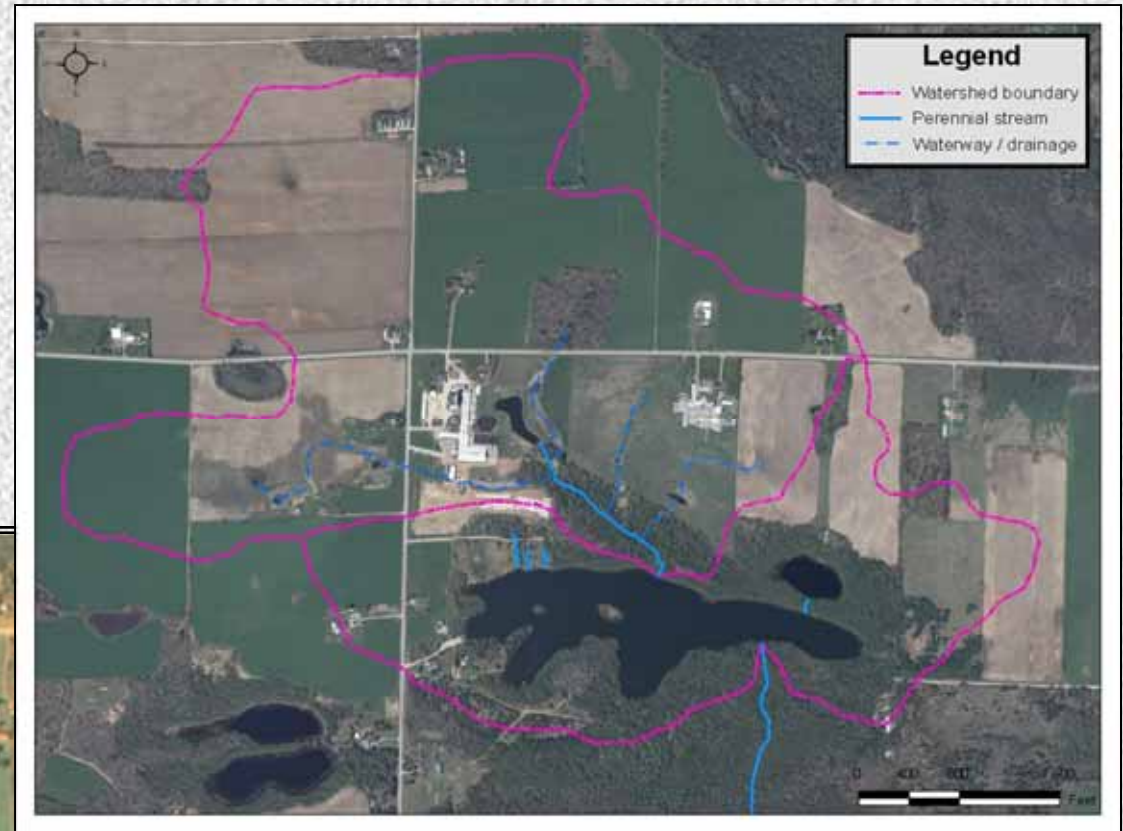 Legend
Watershed boundary
Perennial stream
Waterway / drainage
0 400 800
Feet